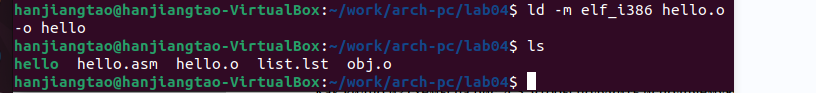 hanjiangtao@hanjiangtao-VirtualBox:~/work/arch-pc/lab04$ ld -m elf_i386 hello.o
-o hello
hanjiangtao@hanjiangtao-VirtualBox:~/work/arch-pc/lab04$ ls
hello  hello.asm  hello.o  list.lst  obj.o
hanjiangtao@hanjiangtao-VirtualBox:~/work/arch-pc/lab04$